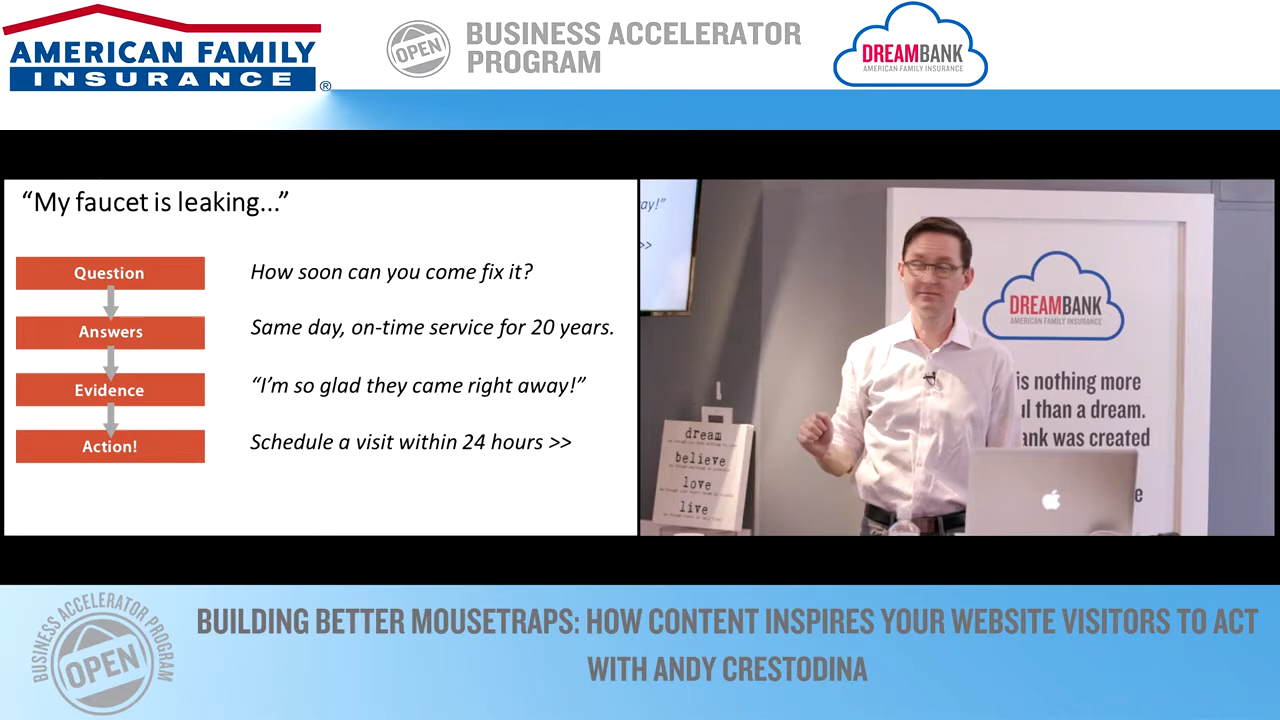 AMERICAN FAMILY
INSURANCE ®
OPEN
BUSINESS ACCELERATOR
PROGRAM
DREAMBANK
AMERICAN FAMILY INSURANCE
“My faucet is leaking...”
Question
How soon can you come fix it?
Answers
Same day, on-time service for 20 years.
Evidence
“I’m so glad they came right away!”
Action!
Schedule a visit within 24 hours >>
ay!”
>>
DREAMBANK
AMERICAN FAMILY INSURANCE
is nothing more
ul than a dream.
ank was created
e
dream
believe
love
live
BUSINESS ACCELERATOR PROGRAM
OPEN
BUILDING BETTER MOUSETRAPS: HOW CONTENT INSPIRES YOUR WEBSITE VISITORS TO ACT
WITH ANDY CRESTODINA